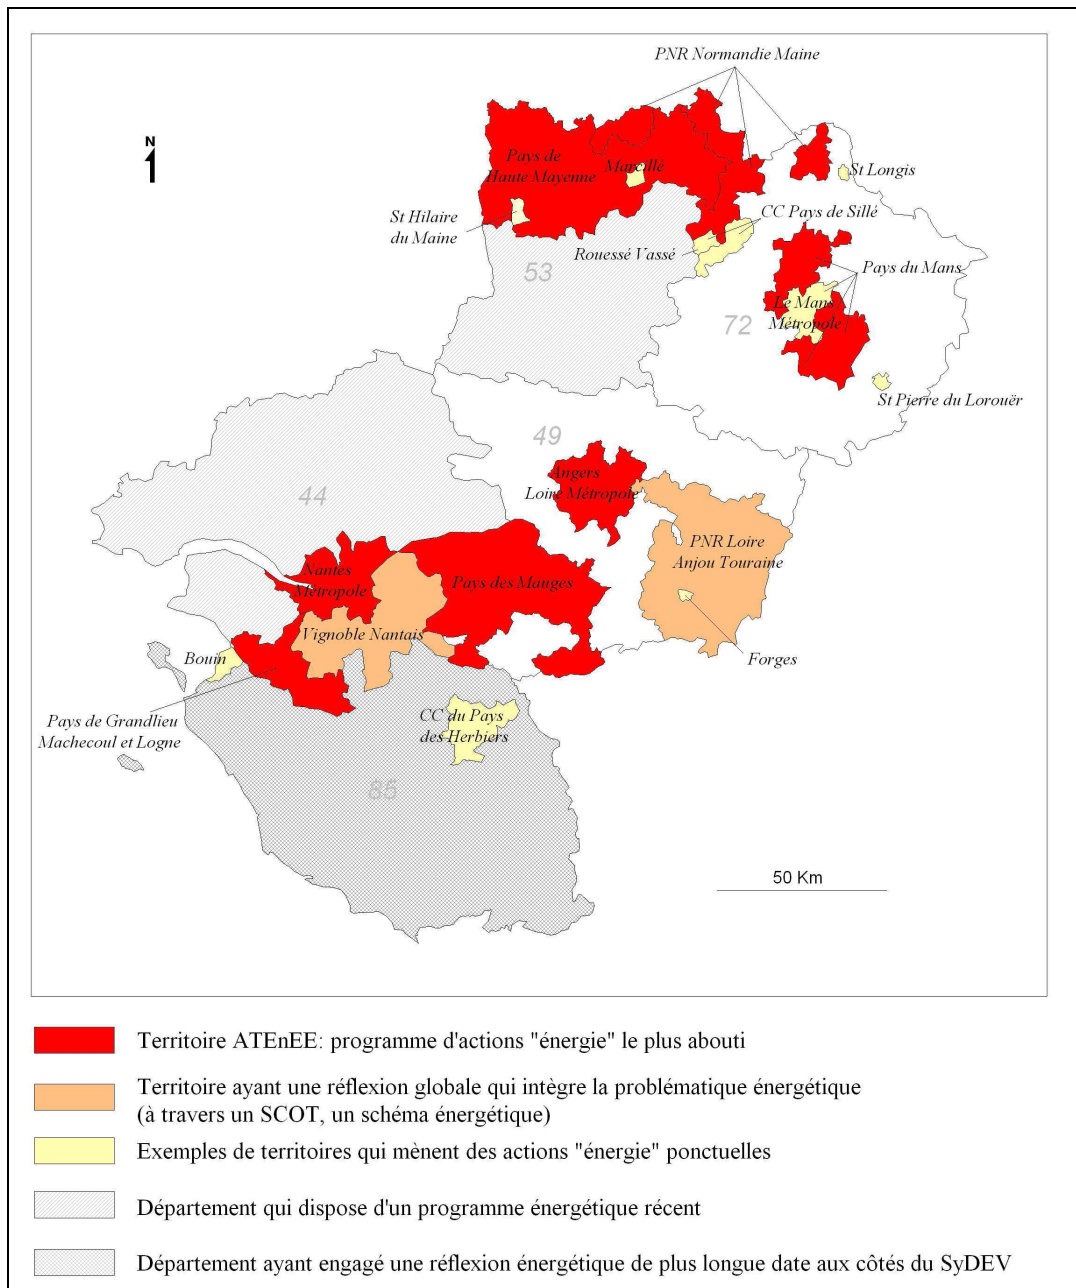 PNR Normandie Maine
N
Pays de
Haute Mayenne
Marcillé
St Longis
St Hilaire
du Maine
CC Pays de Sillé
Rouessé Vassé
53
Pays du Mans
Le Mans
Métropole
72
St Pierre du Lorouër
49
Angers
Loire Métropole
44
PNR Loire
Anjou Touraine
Nantes
Métropole
Pays des Mauges
Vignoble Nantais
Bouin
Forges
Pays de Grandlieu
Machecoul et Logne
CC du Pays
des Herbiers
85
50 Km
Territoire ATEnEE: programme d'actions "énergie" le plus abouti
Territoire ayant une réflexion globale qui intègre la problématique énergétique
(à travers un SCOT, un schéma énergétique)
Exemples de territoires qui mènent des actions "énergie" ponctuelles
Département qui dispose d'un programme énergétique récent
Département ayant engagé une réflexion énergétique de plus longue date aux côtés du SyDEV